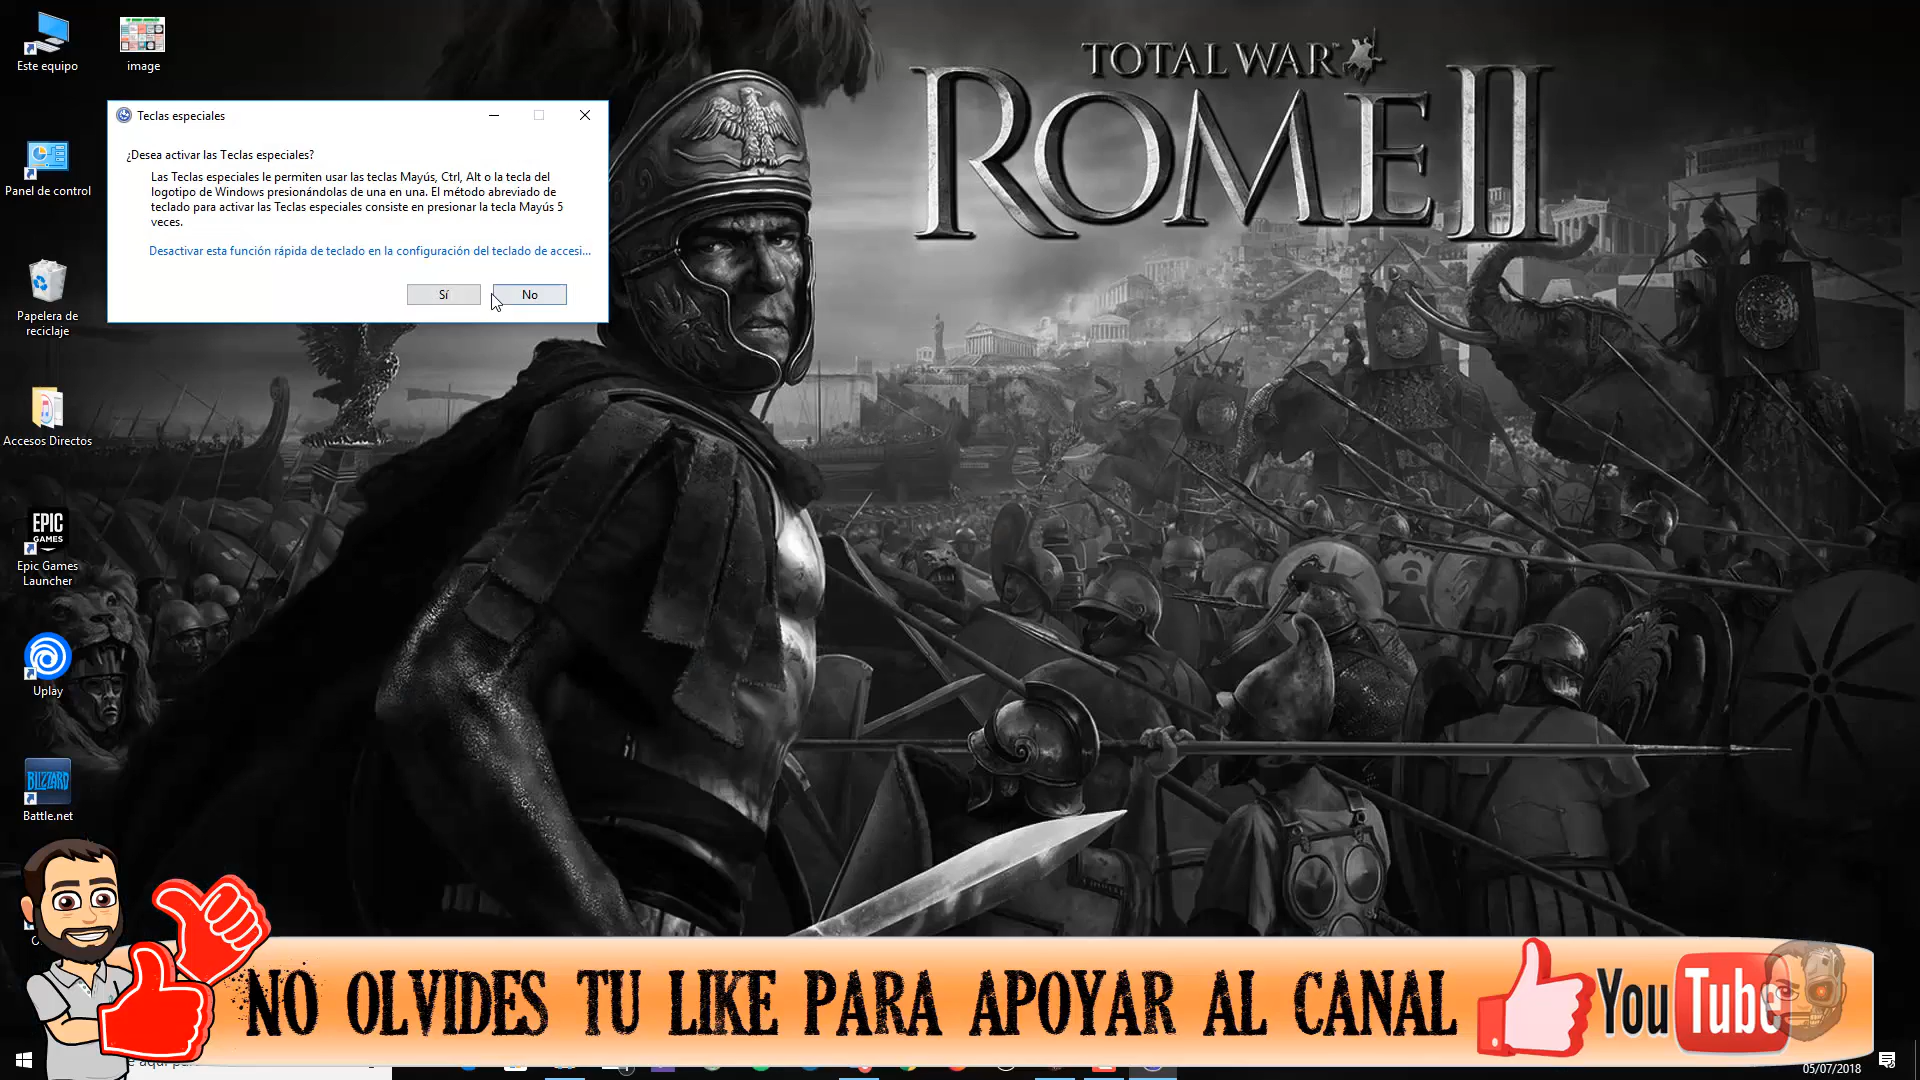 Este equipo
image
TOTAL WAR
ROME II
Teclas especiales
¿Desea activar las Teclas especiales?
Las Teclas especiales le permiten usar las teclas Mayús, Ctrl, Alt o la tecla del
logotipo de Windows presionándolas de una en una. El método abreviado de
teclado para activar las Teclas especiales consiste en presionar la tecla Mayús 5
veces.
Desactivar esta función rápida de teclado en la configuración del teclado de accesi...
Sí
No
Panel de control
Papelera de
reciclaje
Accesos Directos
EPIC
GAMES
Epic Games
Launcher
Uplay
BLIZZARD
Battle.net
NO OLVIDES TU LIKE PARA APOYAR AL CANAL
YouTube
05/07/2018